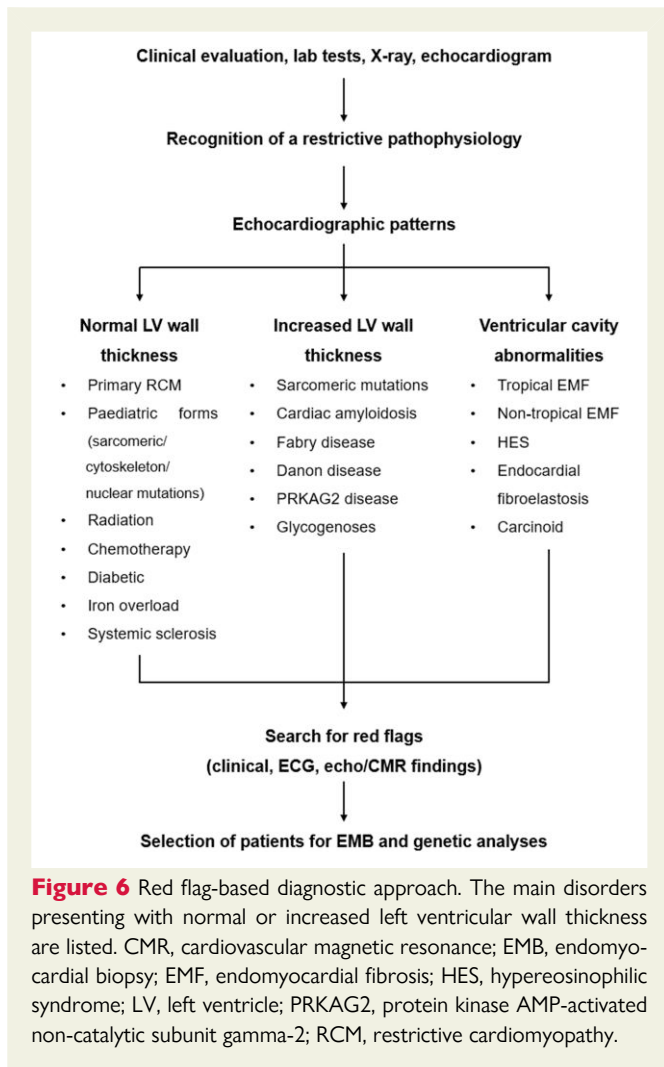 Clinical evaluation, lab tests, X-ray, echocardiogram
Recognition of a restrictive pathophysiology
Echocardiographic patterns
Normal LV wall
thickness
• Primary RCM
• Paediatric forms
(sarcomeric/
cytoskeleton/
nuclear mutations)
• Radiation
• Chemotherapy
• Diabetic
• Iron overload
• Systemic sclerosis
Increased LV wall
thickness
• Sarcomeric mutations
• Cardiac amyloidosis
• Fabry disease
• Danon disease
• PRKAG2 disease
• Glycogenoses
Ventricular cavity
abnormalities
• Tropical EMF
• Non-tropical EMF
• HES
• Endocardial
fibroelastosis
• Carcinoid
Search for red flags
(clinical, ECG, echo/CMR findings)
Selection of patients for EMB and genetic analyses
Figure 6 Red flag-based diagnostic approach. The main disorders
presenting with normal or increased left ventricular wall thickness
are listed. CMR, cardiovascular magnetic resonance; EMB, endomyo-
cardial biopsy; EMF, endomyocardial fibrosis; HES, hypereosinophilic
syndrome; LV, left ventricle; PRKAG2, protein kinase AMP-activated
non-catalytic subunit gamma-2; RCM, restrictive cardiomyopathy.